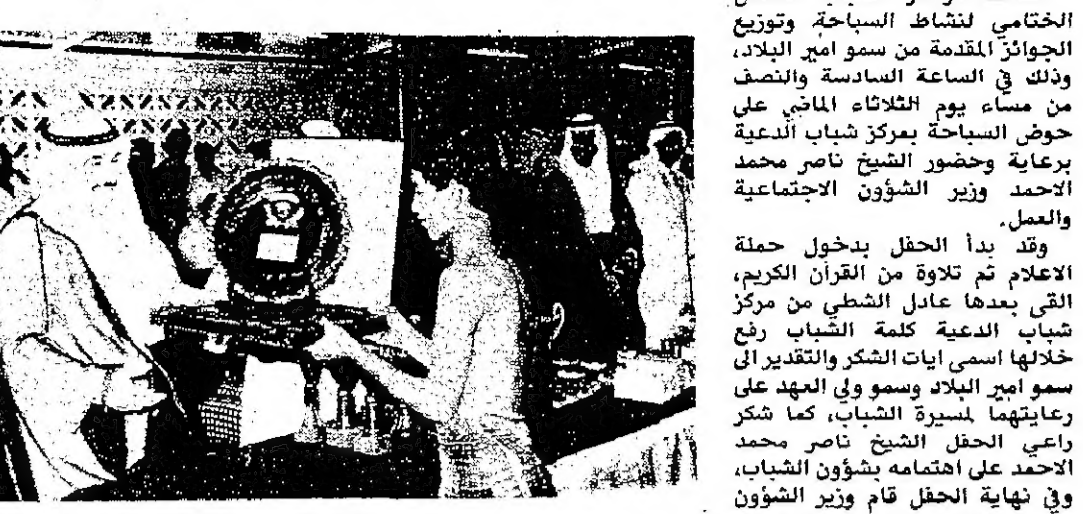 الختامي لنشاط السباحة وتوزيع
الجوائز المقدمة من سمو امير البلاد،
وذلك في الساعة السادسة والنصف
من مساء يوم الثلاثاء الماضي على
حوض السباحة بمركز شباب الدعية
برعاية وحضور الشيخ ناصر محمد
الاحمد وزير الشؤون الاجتماعية
والعمل.
وقد بدأ الحفل بدخول حملة
الاعلام ثم تلاوة من القرآن الكريم،
القى بعدها عادل الشطي من مركز
شباب الدعية كلمة الشباب رفع
خلالها اسمى ايات الشكر والتقدير الى
سمو امير البلاد وسمو ولي العهد على
رعايتهما لمسيرة الشباب، كما شكر
راعي الحفل الشيخ ناصر محمد
الاحمد على اهتمامه بشؤون الشباب،
وفي نهاية الحفل قام وزير الشؤون